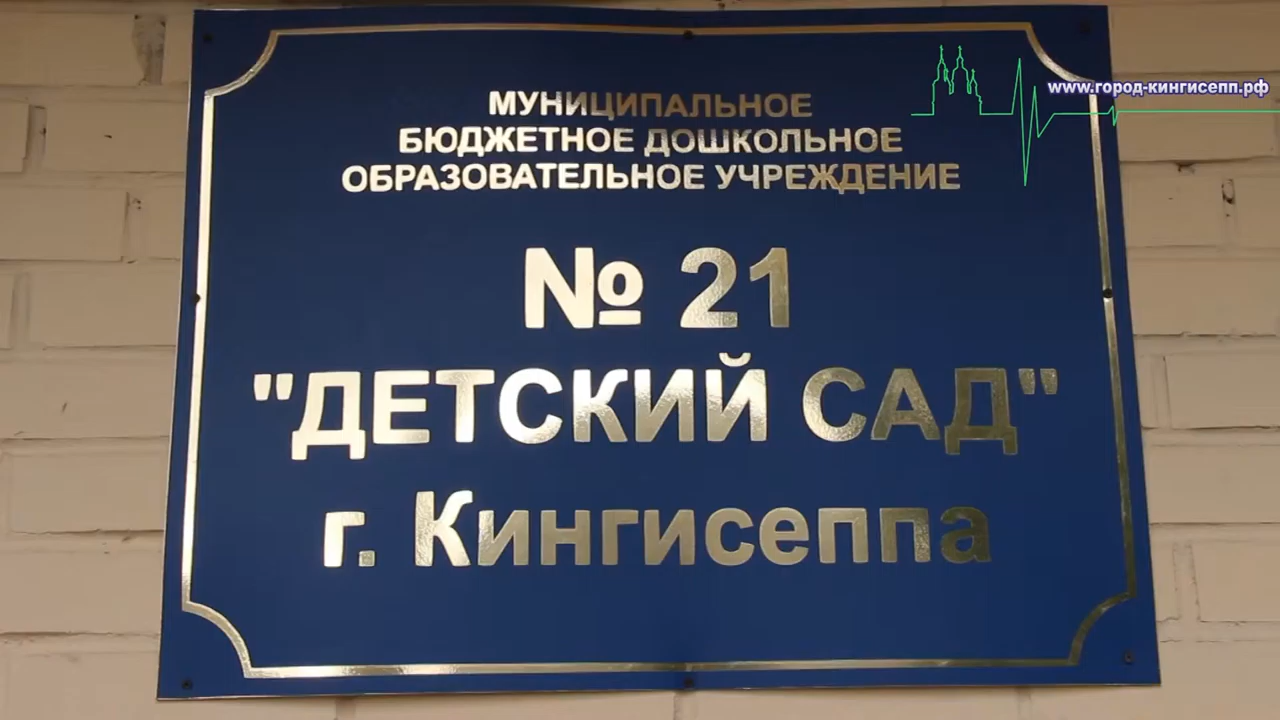 www.город-кингисепп.рф
МУНИЦИПАЛЬНОЕ
БЮДЖЕТНОЕ ДОШКОЛЬНОЕ
ОБРАЗОВАТЕЛЬНОЕ УЧРЕЖДЕНИЕ
№ 21
"ДЕТСКИЙ САД"
г. Кингисеппа